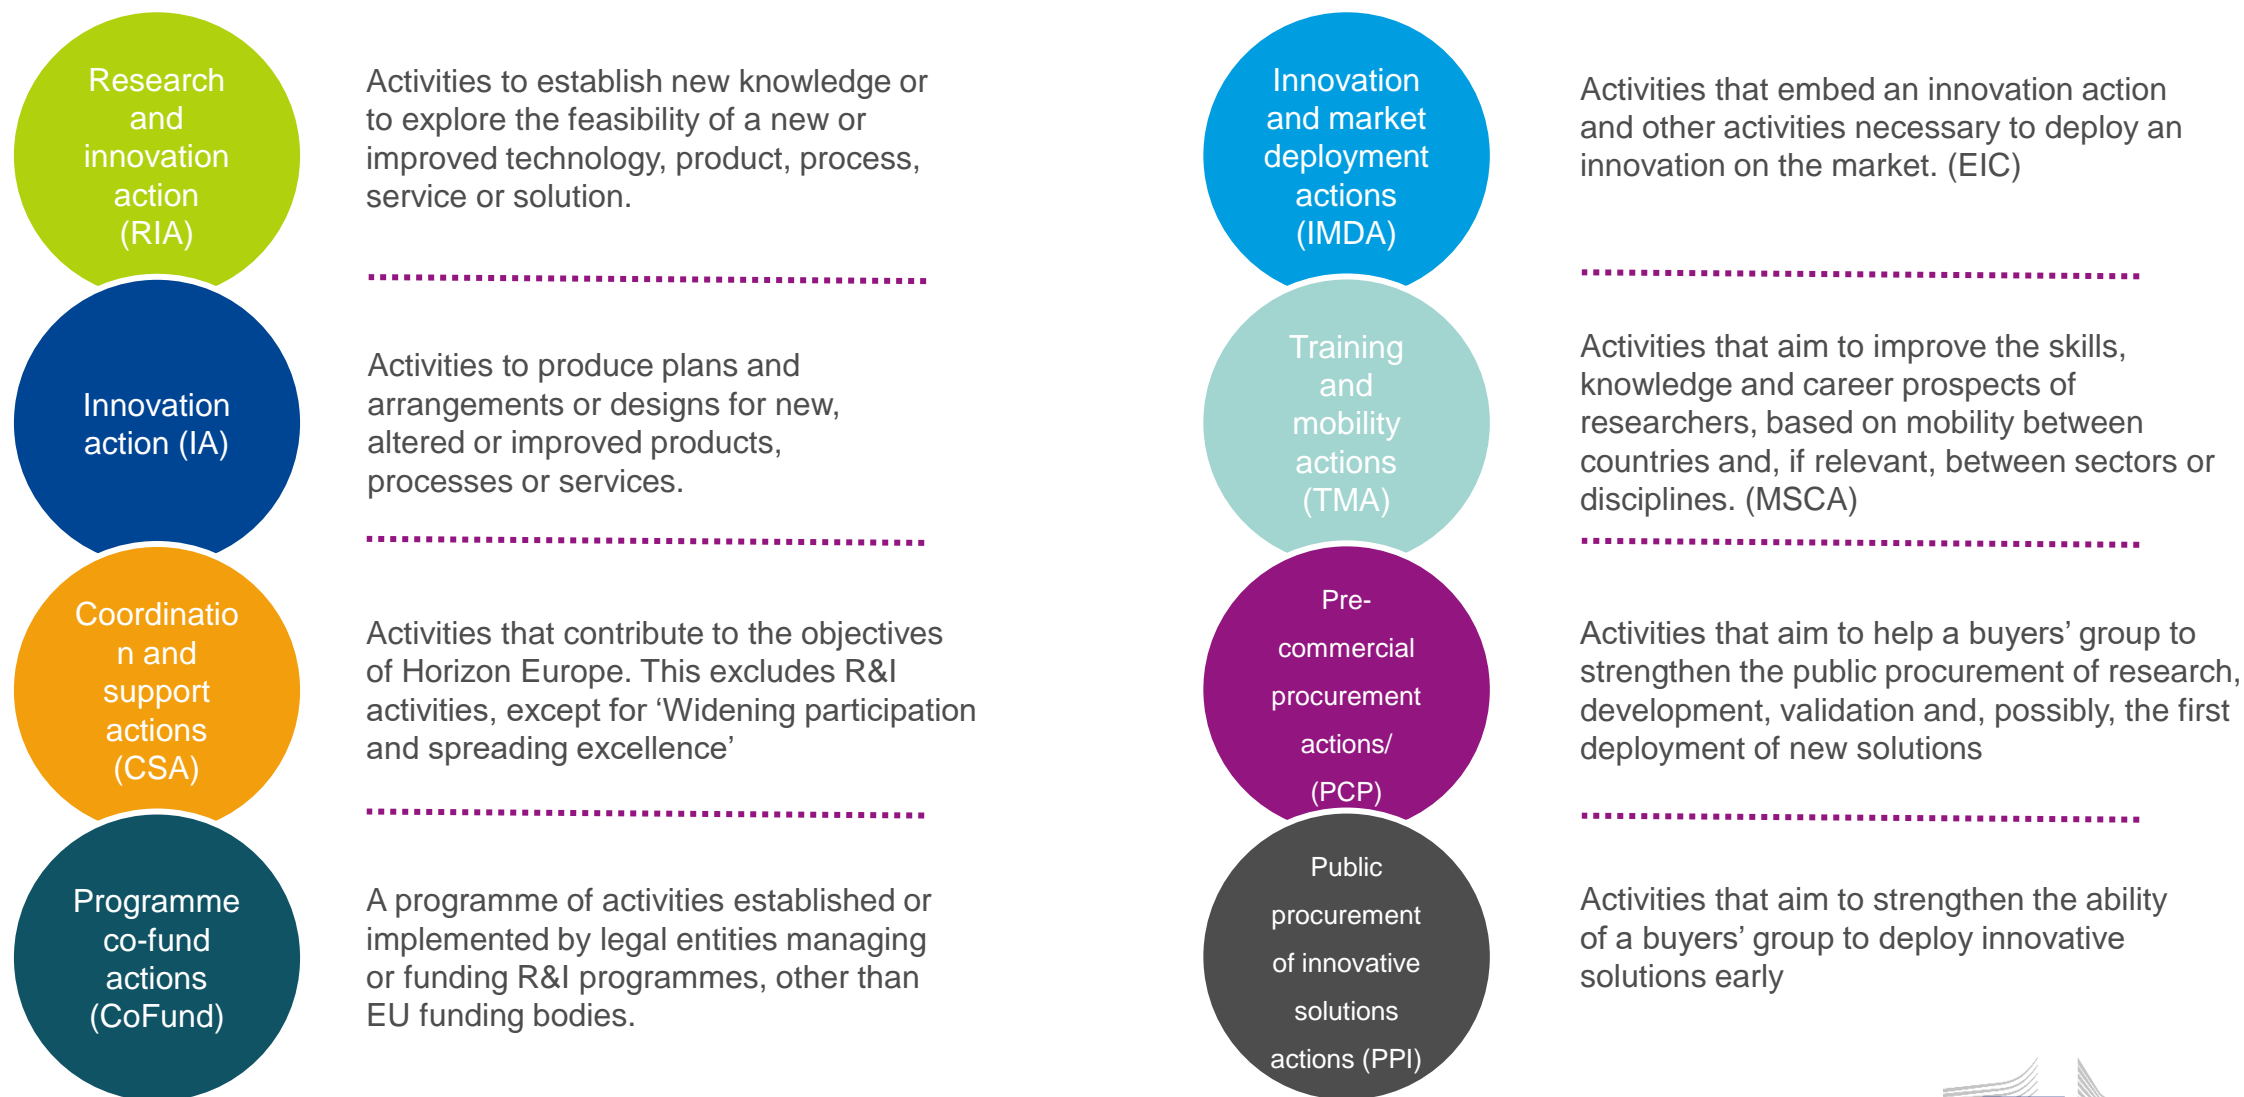 Research
and
innovation
action
(RIA)
Activities to establish new knowledge or
to explore the feasibility of a new or
improved technology, product, process,
service or solution.
Innovation
action (IA)
Activities to produce plans and
arrangements or designs for new,
altered or improved products,
processes or services.
Coordinatio
n and
support
actions
(CSA)
Activities that contribute to the objectives
of Horizon Europe. This excludes R&I
activities, except for ‘Widening participation
and spreading excellence’
Programme
co-fund
actions
(CoFund)
A programme of activities established or
implemented by legal entities managing
or funding R&I programmes, other than
EU funding bodies.
Innovation
and market
deployment
actions
(IMDA)
Activities that embed an innovation action
and other activities necessary to deploy an
innovation on the market. (EIC)
Training
and
mobility
actions
(TMA)
Activities that aim to improve the skills,
knowledge and career prospects of
researchers, based on mobility between
countries and, if relevant, between sectors or
disciplines. (MSCA)
Pre-
commercial
procurement
actions/
(PCP)
Activities that aim to help a buyers’ group to
strengthen the public procurement of research,
development, validation and, possibly, the first
deployment of new solutions
Public
procurement
of innovative
solutions
actions (PPI)
Activities that aim to strengthen the ability
of a buyers’ group to deploy innovative
solutions early